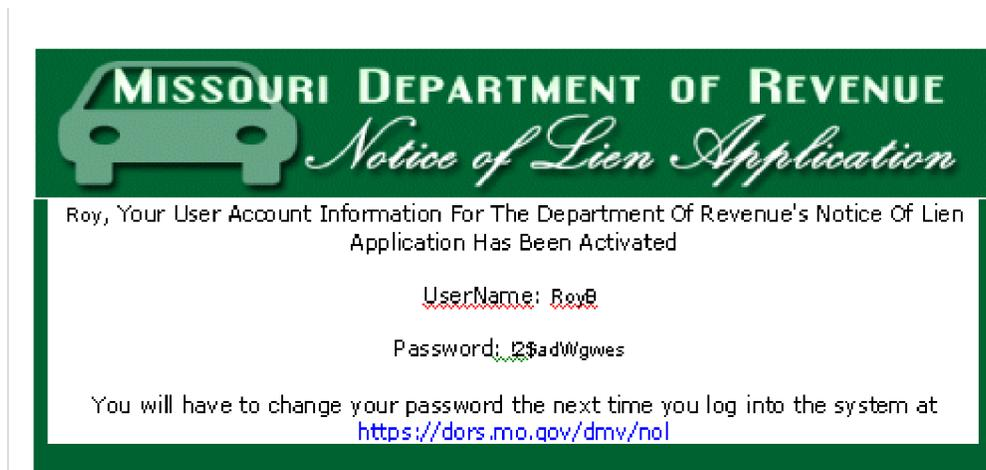 MISSOURI DEPARTMENT OF REVENUE
Notice of Lien Application
Roy, Your User Account Information For The Department Of Revenue's Notice Of Lien
Application Has Been Activated
UserName: RoyB
Password: !2$adWgwes
You will have to change your password the next time you log into the system at
https://dors.mo.gov/dmv/nol